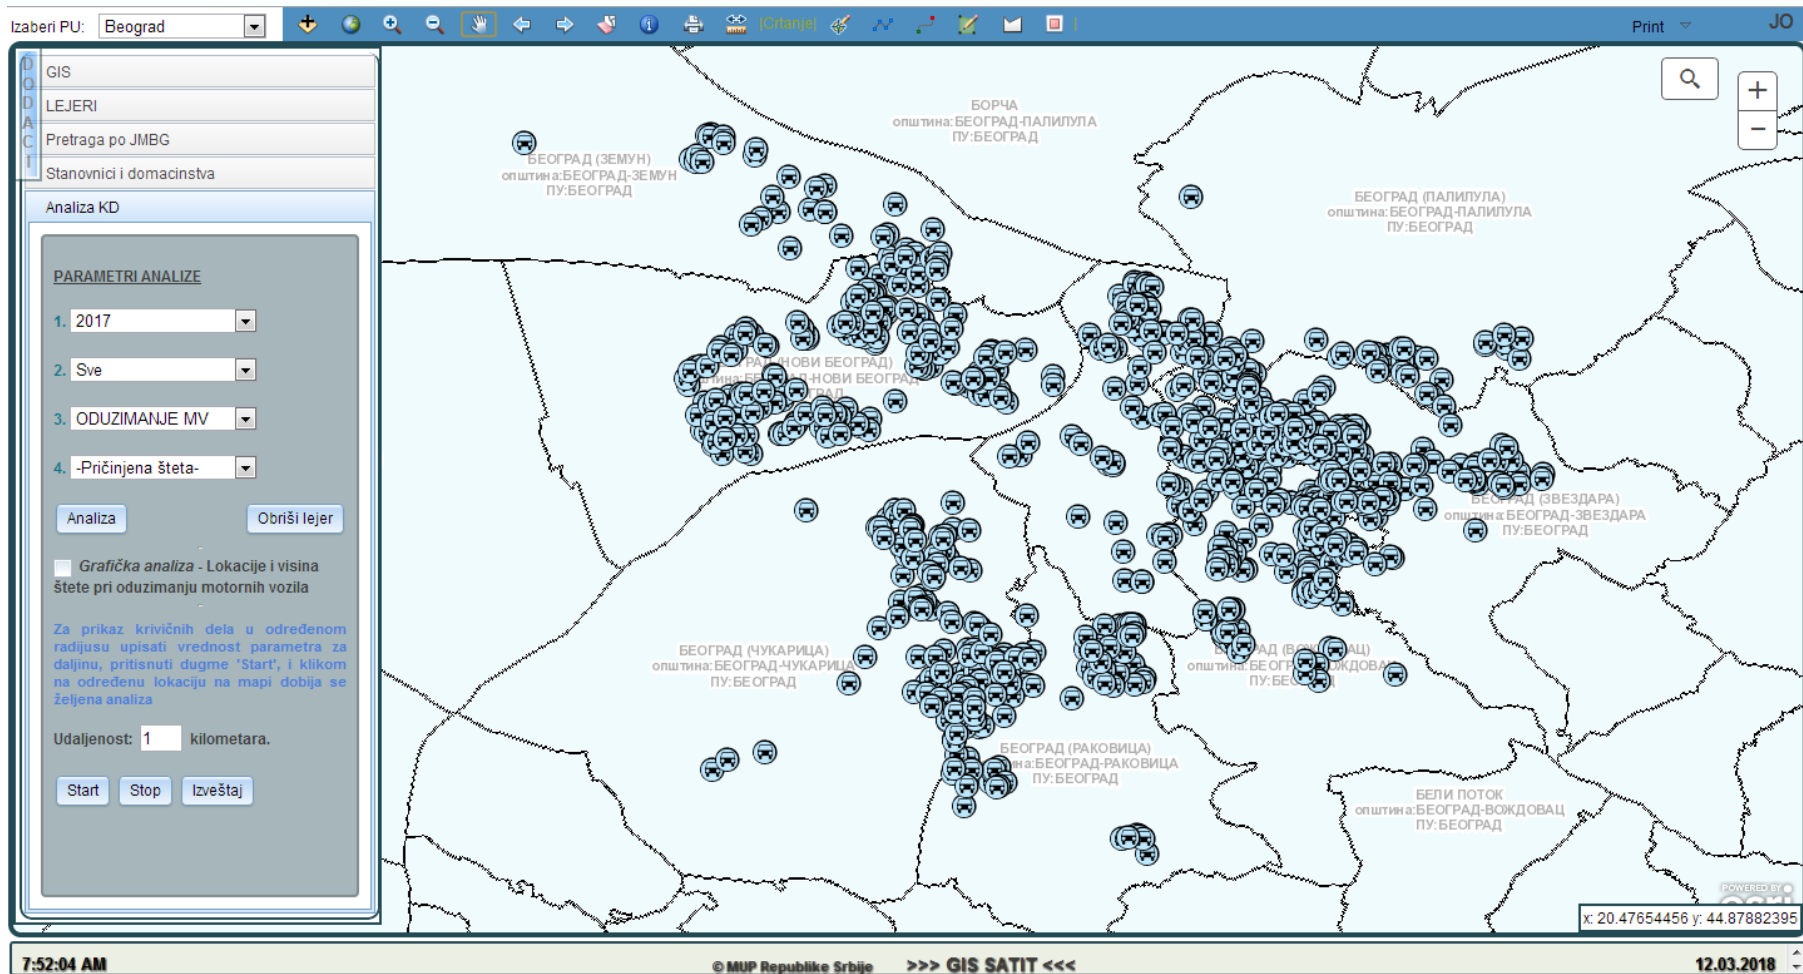 Izaberi PU: Beograd
|Crtanje|
Print
JO
DODACI
GIS
LEJERI
Pretraga po JMBG
Stanovnici i domacinstva
Analiza KD
PARAMETRI ANALIZE
1. 2017
2. Sve
3. ODUZIMANJE MV
4. -Pričinjena šteta-
Analiza
Obriši lejer
Grafička analiza - Lokacije i visina
štete pri oduzimanju motornih vozila
Za prikaz krivičnih dela u određenom
radijusu upisati vrednost parametra za
daljinu, pritisnuti dugme 'Start', i klikom
na određenu lokaciju na mapi dobija se
željena analiza
Udaljenost: 1 kilometara.
Start
Stop
Izveštaj
БОРЧА
општина:БЕОГРАД-ПАЛИЛУЛА
ПУ:БЕОГРАД
БЕОГРАД (ЗЕМУН)
општина:БЕОГРАД-ЗЕМУН
ПУ:БЕОГРАД
БЕОГРАД (ПАЛИЛУЛА)
општина:БЕОГРАД-ПАЛИЛУЛА
ПУ:БЕОГРАД
(НОВИ БЕОГРАД)
НОВИ БЕОГРАД
БЕОГРАД (ЗВЕЗДАРА)
општина:БЕОГРАД-ЗВЕЗДАРА
ПУ:БЕОГРАД
БЕОГРАД (ЧУКАРИЦА)
општина:БЕОГРАД-ЧУКАРИЦА
ПУ:БЕОГРАД
БЕОГРАД (РАКОВИЦА)
БЕОГРАД-РАКОВИЦА
ПУ:БЕОГРАД
БЕЛИ ПОТОК
општина:БЕОГРАД-ВОЖДОВАЦ
ПУ:БЕОГРАД
POWERED BY
esri
x: 20.47654456 y: 44.87882395
7:52:04 AM
© MUP Republike Srbije
>>> GIS SATIT <<<
12.03.2018